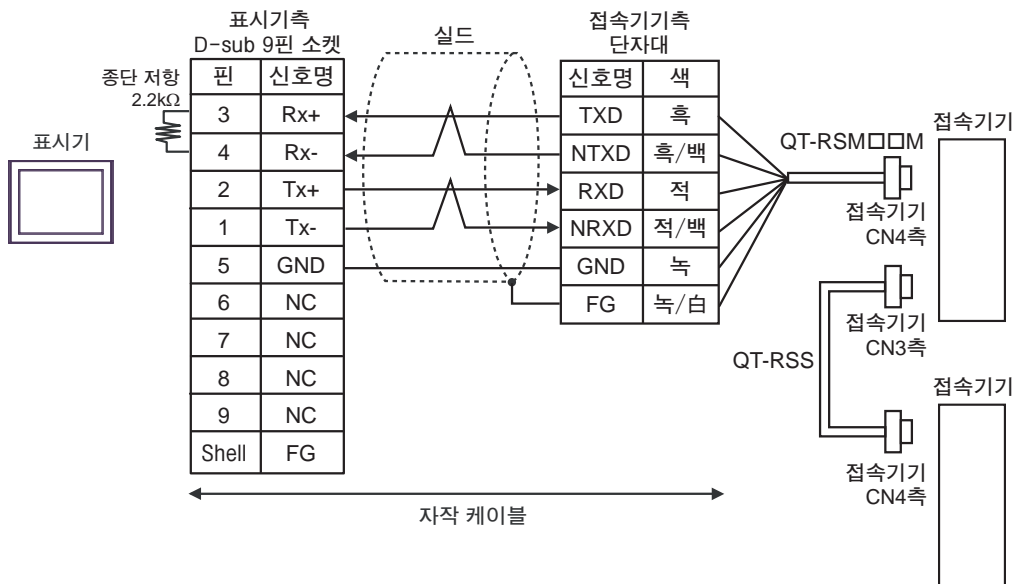 표시기측
D-sub 9핀 소켓
실드
접속기기측
단자대
종단 저항
2.2kΩ
표시기
핀 신호명
3 Rx+
4 Rx-
2 Tx+
1 Tx-
5 GND
6 NC
7 NC
8 NC
9 NC
Shell FG
신호명 색
TXD 흑
NTXD 흑/백
RXD 적
NRXD 적/백
GND 녹
FG 녹/白
QT-RSM□□M
접속기기
접속기기
CN4측
접속기기
CN3측
QT-RSS
접속기기
접속기기
CN4측
자작 케이블